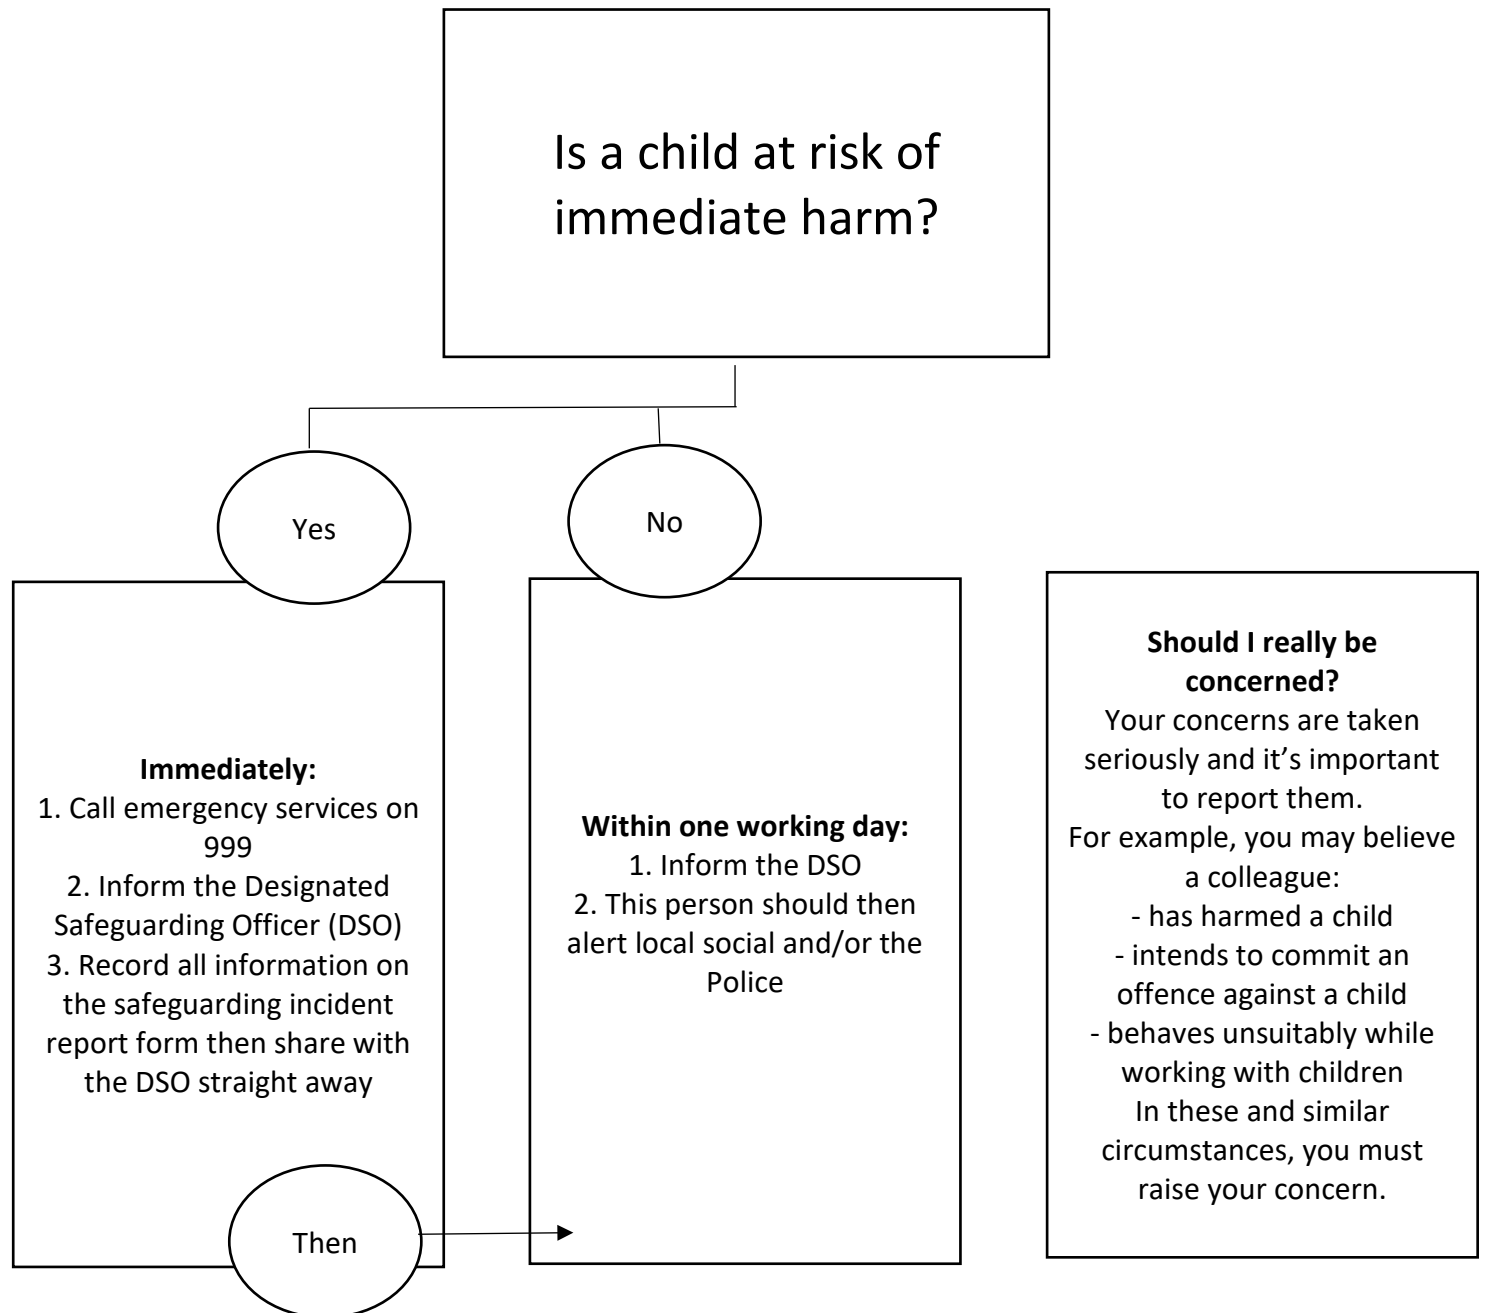 Is a child at risk of
immediate harm?
Yes
No
Immediately:
1. Call emergency services on
999
2. Inform the Designated
Safeguarding Officer (DSO)
3. Record all information on
the safeguarding incident
report form then share with
the DSO straight away
Then
Within one working day:
1. Inform the DSO
2. This person should then
alert local social and/or the
Police
Should I really be
concerned?
Your concerns are taken
seriously and it’s important
to report them.
For example, you may believe
a colleague:
- has harmed a child
- intends to commit an
offence against a child
- behaves unsuitably while
working with children
In these and similar
circumstances, you must
raise your concern.